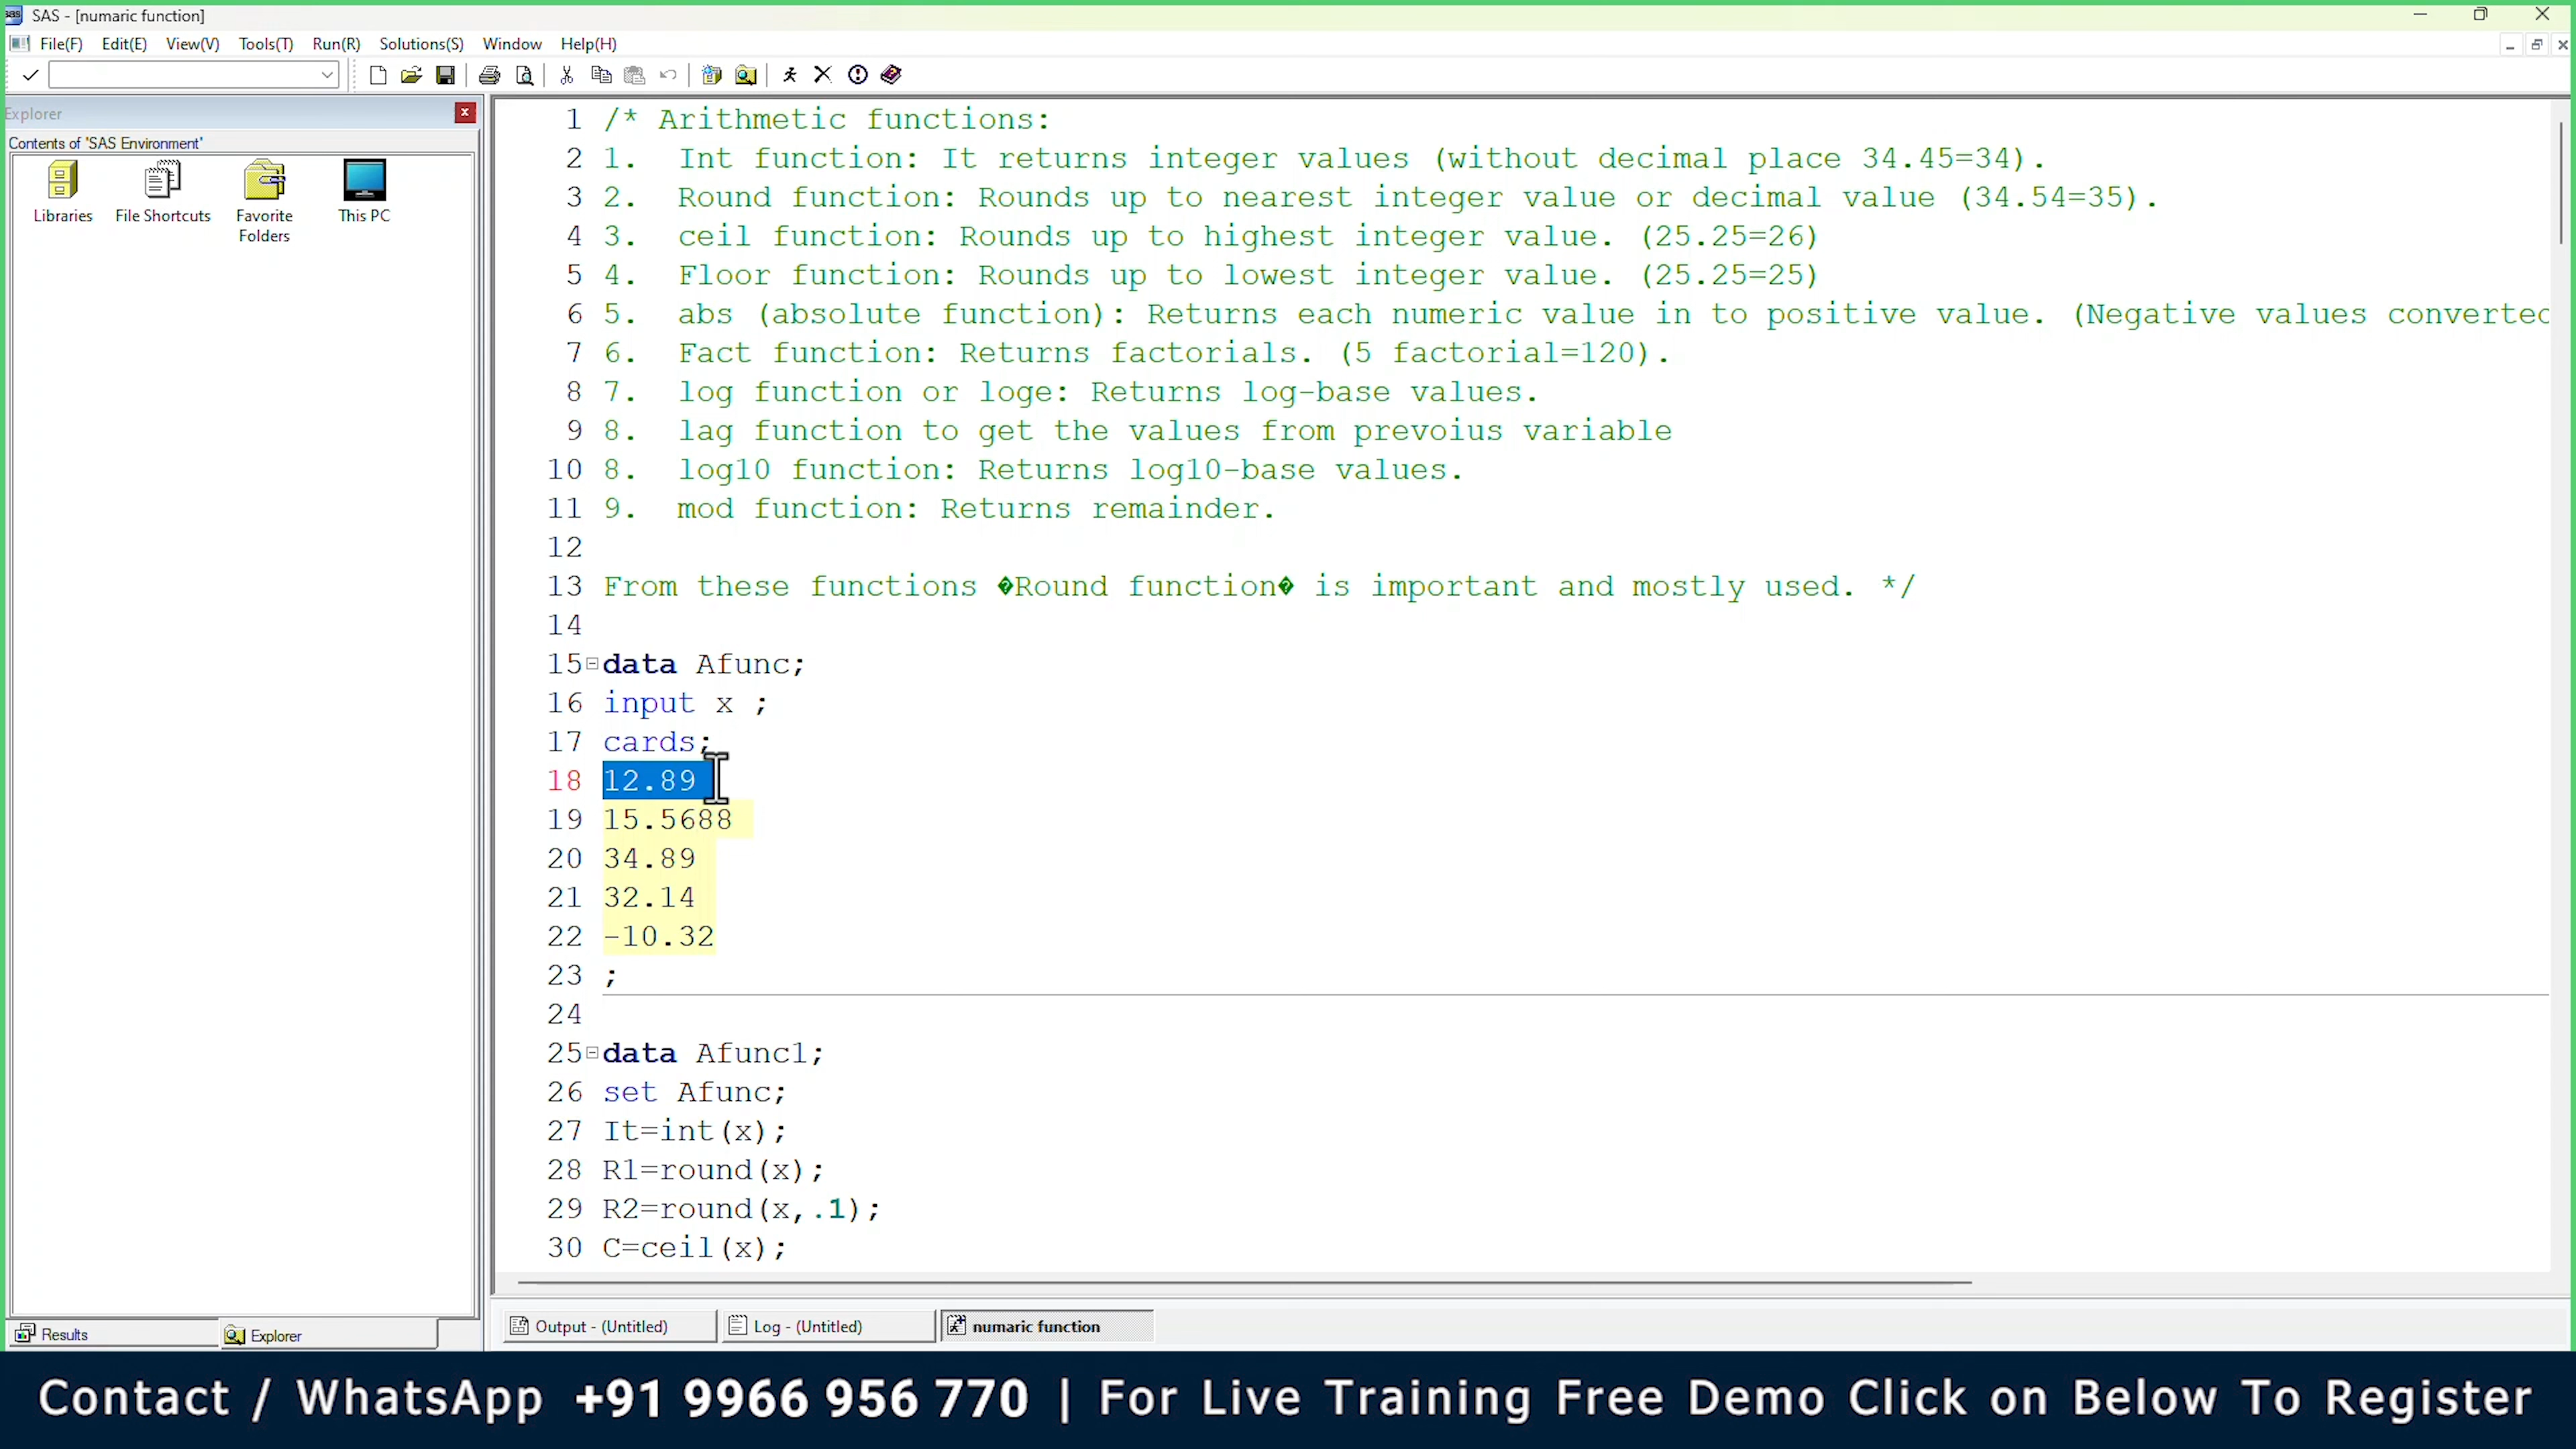 SAS - [numaric function]
File(F) Edit(E) View(V) Tools(T) Run(R) Solutions(S) Window Help(H)
Explorer
Contents of 'SAS Environment'
Libraries
File Shortcuts
Favorite Folders
This PC
1 /* Arithmetic functions:
2 1. Int function: It returns integer values (without decimal place 34.45=34).
3 2. Round function: Rounds up to nearest integer value or decimal value (34.54=35).
4 3. ceil function: Rounds up to highest integer value. (25.25=26)
5 4. Floor function: Rounds up to lowest integer value. (25.25=25)
6 5. abs (absolute function): Returns each numeric value in to positive value. (Negative values converted
7 6. Fact function: Returns factorials. (5 factorial=120).
8 7. log function or loge: Returns log-base values.
9 8. lag function to get the values from prevoius variable
10 8. log10 function: Returns log10-base values.
11 9. mod function: Returns remainder.
12
13 From these functions �Round function� is important and mostly used. */
14
15 data Afunc;
16 input x ;
17 cards;
18 12.89
19 15.5688
20 34.89
21 32.14
22 -10.32
23 ;
24
25 data Afunc1;
26 set Afunc;
27 It=int(x);
28 R1=round(x);
29 R2=round(x,.1);
30 C=ceil(x);
Results
Explorer
Output - (Untitled)
Log - (Untitled)
numaric function
Contact / WhatsApp +91 9966 956 770 | For Live Training Free Demo Click on Below To Register